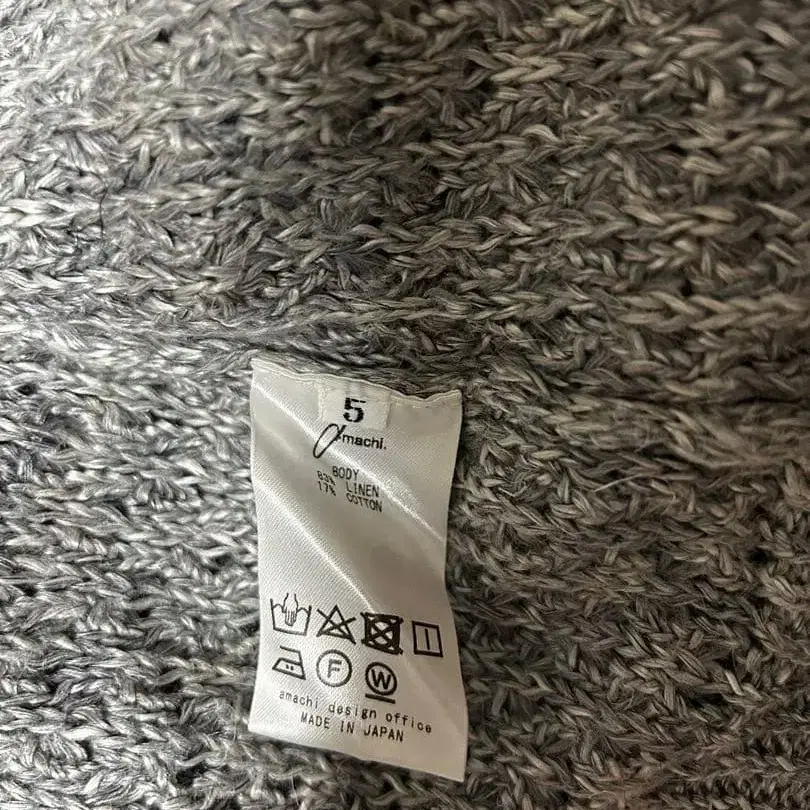 5
amachi.
BODY
83% LINEN
17% COTTON
F W
amachi design office
MADE IN JAPAN